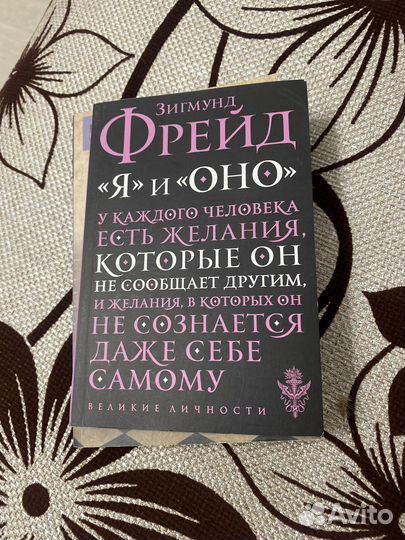 Зигмунд
Фрейд
«Я» и «ОНО»
У КАЖДОГО ЧЕЛОВЕКА
ЕСТЬ ЖЕЛАНИЯ,
КОТОРЫЕ ОН
НЕ СООБЩАЕТ ДРУГИМ,
И ЖЕЛАНИЯ, В КОТОРЫХ ОН
НЕ СОЗНАЕТСЯ
ДАЖЕ СЕБЕ
САМОМУ
ВЕЛИКИЕ ЛИЧНОСТИ
Avito